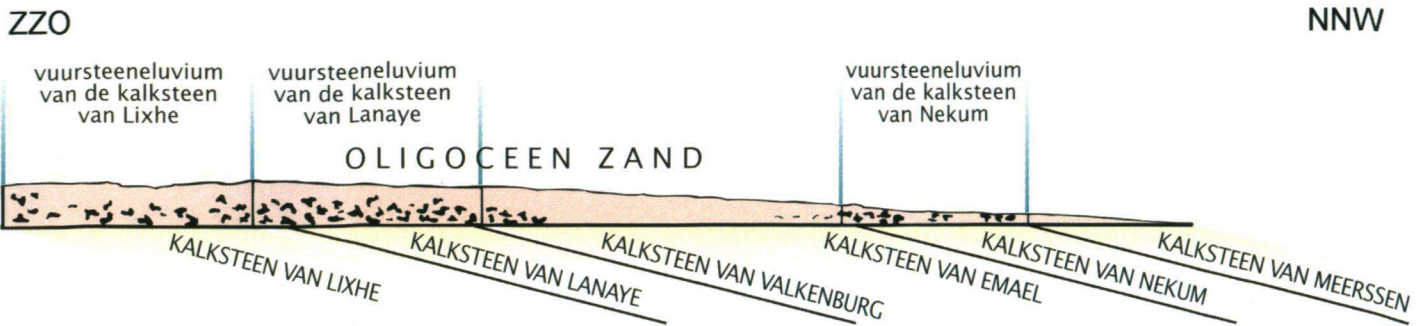 ZZO
NNW
vuursteeneluvium
van de kalksteen
van Lixhe
vuursteeneluvium
van de kalksteen
van Lanaye
vuursteeneluvium
van de kalksteen
van Nekum
OLIGOCEEN ZAND
KALKSTEEN VAN LIXHE
KALKSTEEN VAN LANAYE
KALKSTEEN VAN VALKENBURG
KALKSTEEN VAN EMAEL
KALKSTEEN VAN NEKUM
KALKSTEEN VAN MEERSSEN